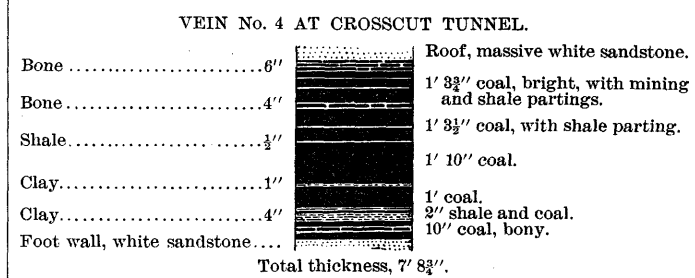 VEIN No. 4 AT CROSSCUT TUNNEL.
Roof, massive white sandstone.
Bone ........................6″
1′ 3¾″ coal, bright, with mining
and shale partings.
Bone ........................4″
1′ 3½″ coal, with shale parting.
Shale........................½″
1′ 10″ coal.
Clay.........................1″
1′ coal.
Clay.........................4″
2″ shale and coal.
10″ coal, bony.
Foot wall, white sandstone....
Total thickness, 7′ 8¾″.